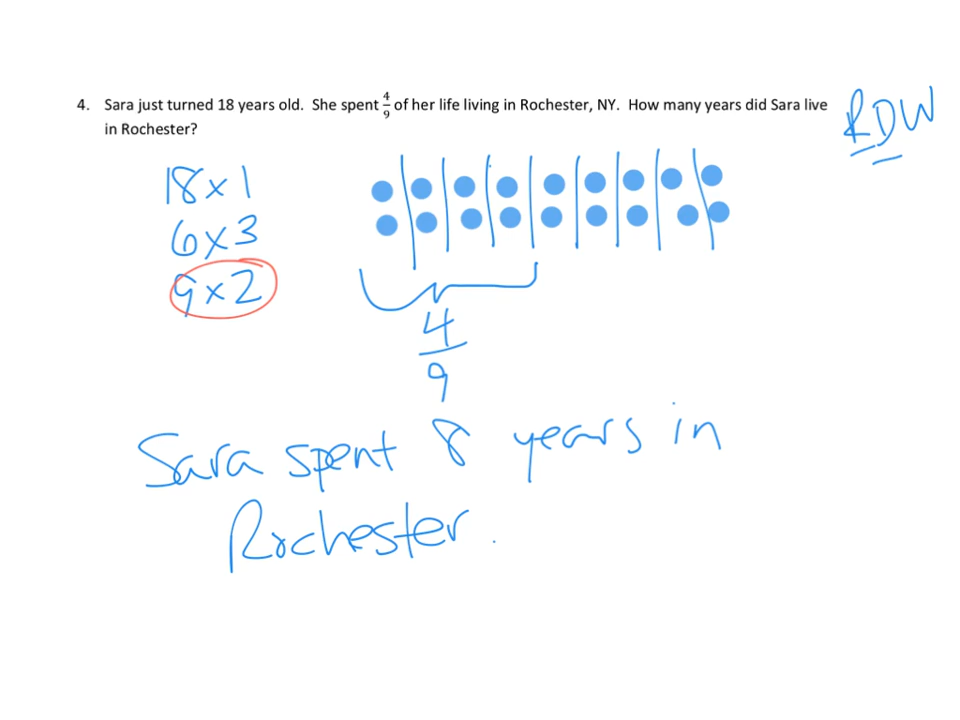 4. Sara just turned 18 years old. She spent 4/9 of her life living in Rochester, NY. How many years did Sara live
in Rochester?
RDW
18x1
6x3
9x2
4
9
Sara spent 8 years in
Rochester.